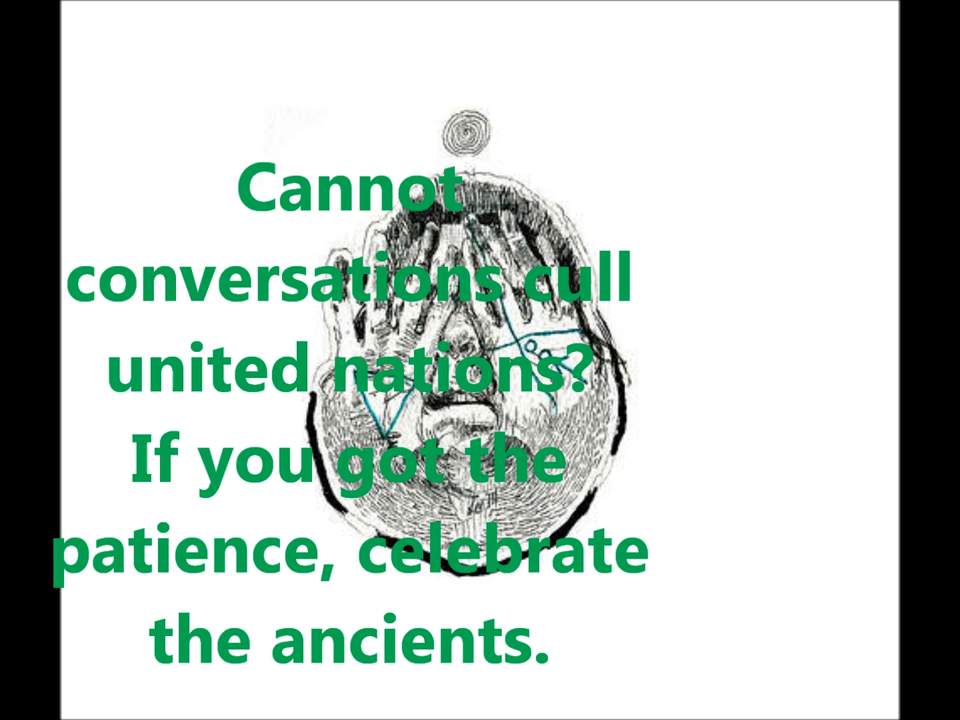 Cannot
conversations cull
united nations?
If you got the
patience, celebrate
the ancients.